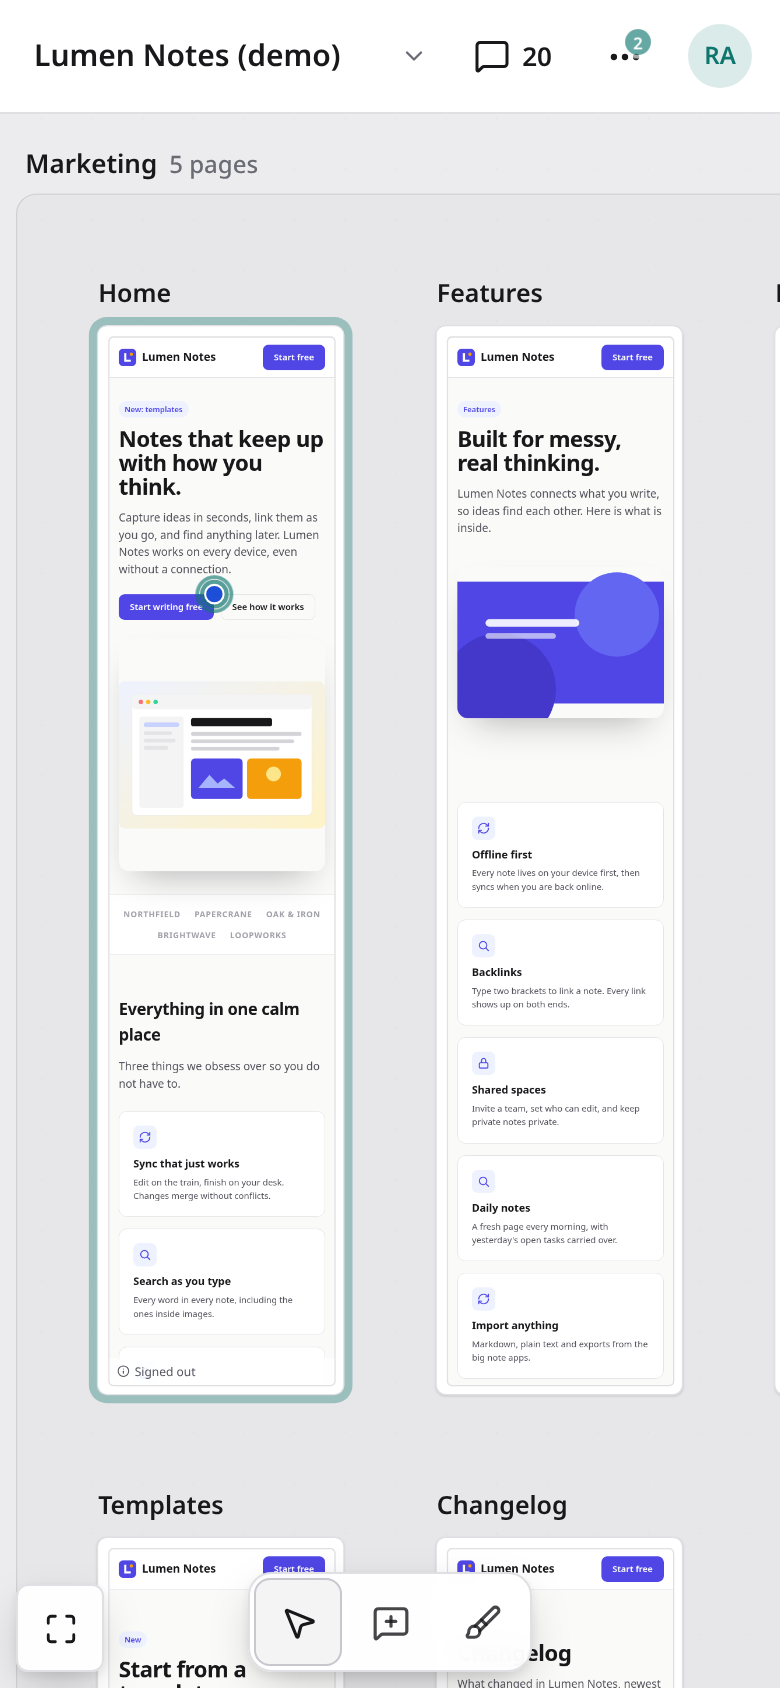 Lumen Notes (demo)
20
2
RA
Marketing 5 pages
Home
Lumen Notes
Start free
New: templates
Notes that keep up
with how you
think.
Capture ideas in seconds, link them as
you go, and find anything later. Lumen
Notes works on every device, even
without a connection.
Start writing free
See how it works
NORTHFIELD PAPERCRANE OAK & IRON
BRIGHTWAVE LOOPWORKS
Everything in one calm
place
Three things we obsess over so you do
not have to.
Sync that just works
Edit on the train, finish on your desk.
Changes merge without conflicts.
Search as you type
Every word in every note, including the
ones inside images.
Signed out
Features
Lumen Notes
Start free
Features
Built for messy,
real thinking.
Lumen Notes connects what you write,
so ideas find each other. Here is what is
inside.
Offline first
Every note lives on your device first, then
syncs when you are back online.
Backlinks
Type two brackets to link a note. Every link
shows up on both ends.
Shared spaces
Invite a team, set who can edit, and keep
private notes private.
Daily notes
A fresh page every morning, with
yesterday's open tasks carried over.
Import anything
Markdown, plain text and exports from the
big note apps.
Templates
Lumen Notes
Start free
New
Start from a
Changelog
Lumen Notes
Start free
Changelog
What changed in Lumen Notes, newest